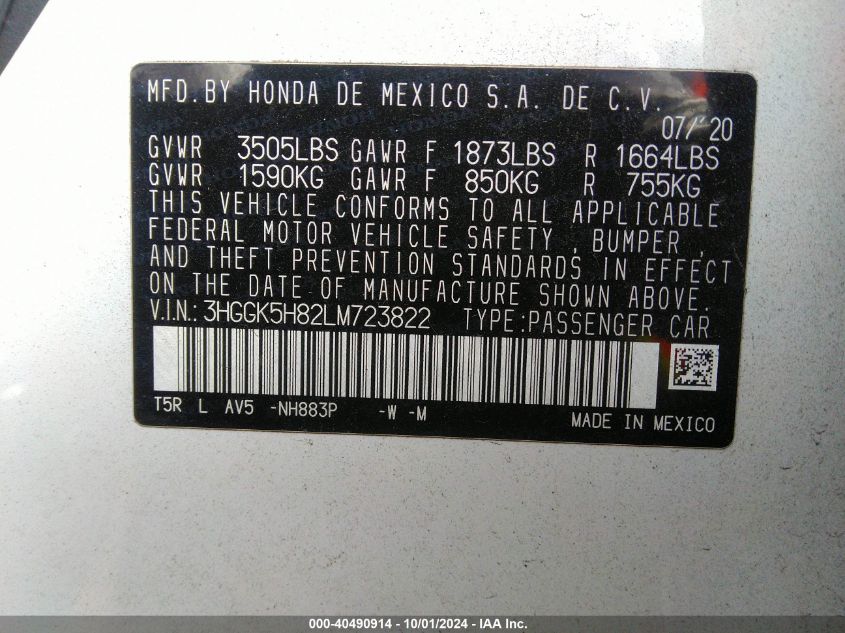 MFD. BY HONDA DE MEXICO S.A. DE C.V.
07/'20
GVWR 3505LBS GAWR F 1873LBS R 1664LBS
GVWR 1590KG GAWR F 850KG R 755KG
THIS VEHICLE CONFORMS TO ALL APPLICABLE
FEDERAL MOTOR VEHICLE SAFETY , BUMPER ,
AND THEFT PREVENTION STANDARDS IN EFFECT
ON THE DATE OF MANUFACTURE SHOWN ABOVE.
V.I.N.: 3HGGK5H82LM723822 TYPE:PASSENGER CAR
T5R L AV5 -NH883P -W -M
MADE IN MEXICO
000-40490914 - 10/01/2024 - IAA Inc.